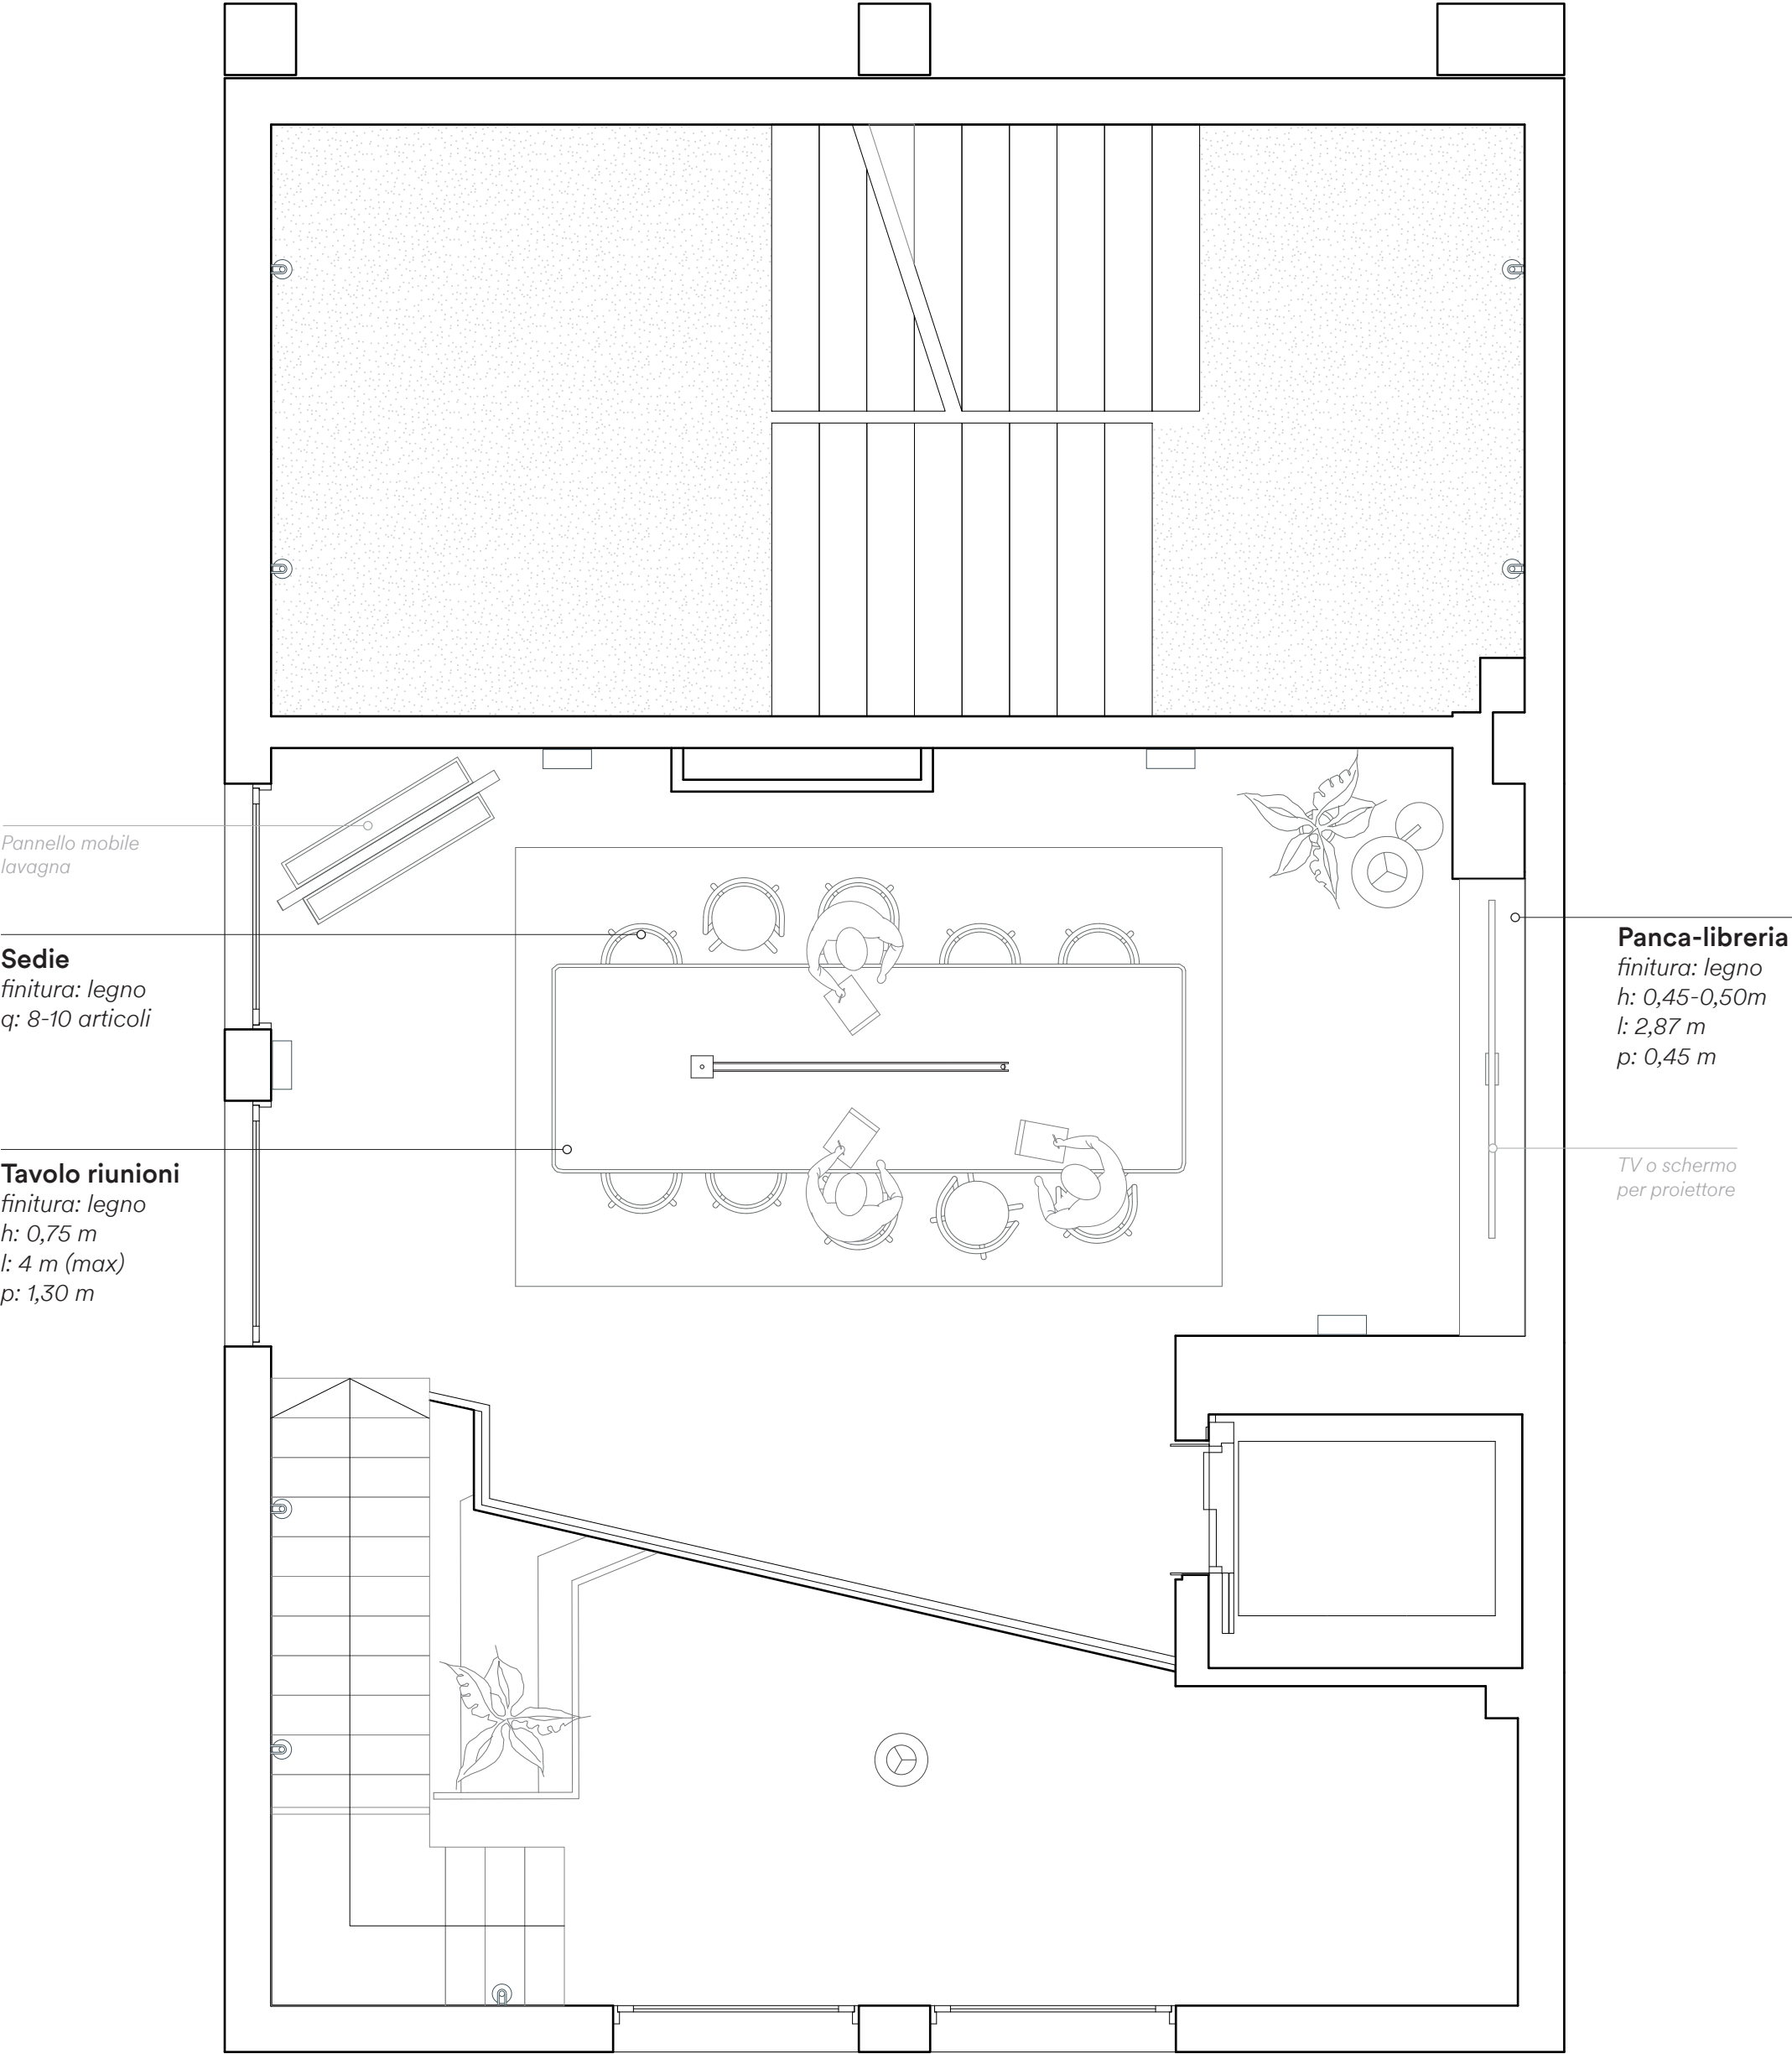 Pannello mobile
lavagna
Sedie
finitura: legno
q: 8-10 articoli
Tavolo riunioni
finitura: legno
h: 0,75 m
l: 4 m (max)
p: 1,30 m
Panca-libreria
finitura: legno
h: 0,45-0,50m
l: 2,87 m
p: 0,45 m
TV o schermo
per proiettore